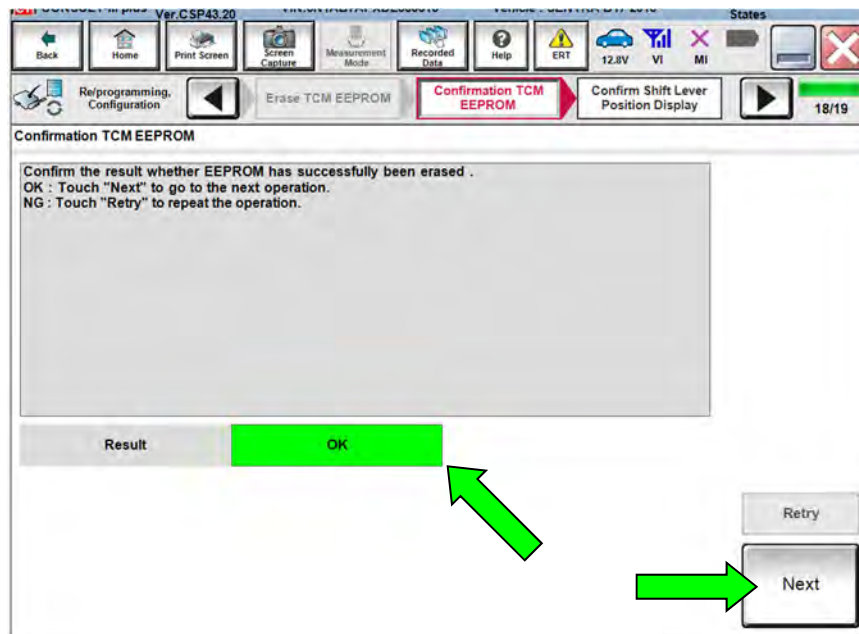 Ver.CSP43.20
States
Back
Home
Print Screen
Screen
Capture
Measurement
Mode
Recorded
Data
Help
ERT
12.8V
VI
MI
Re/programming,
Configuration
Erase TCM EEPROM
Confirmation TCM
EEPROM
Confirm Shift Lever
Position Display
18/19
Confirmation TCM EEPROM
Confirm the result whether EEPROM has successfully been erased .
OK : Touch "Next" to go to the next operation.
NG : Touch "Retry" to repeat the operation.
Result
OK
Retry
Next